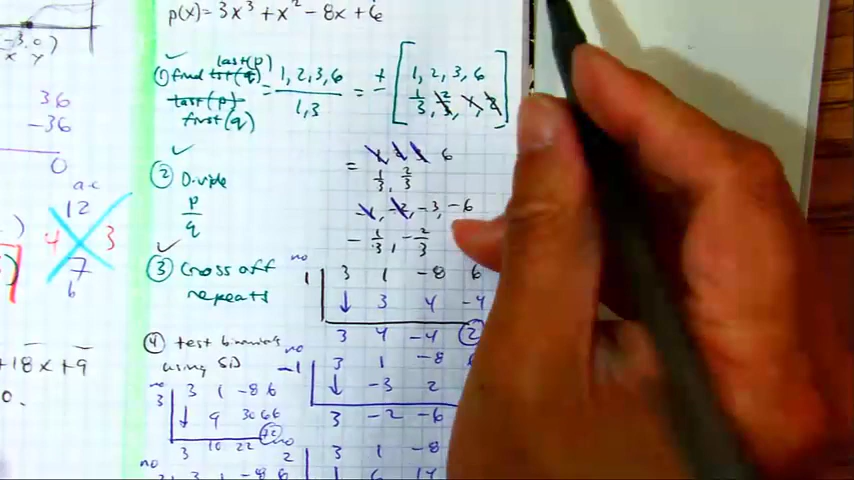 p(x) = 3x³ + x² - 8x + 6
(-3,0)
x y
36
-36
0
ac
12
4 3
7
b
+18x+9
0.
① find last(p) = 1,2,3,6 = ± [1, 2, 3, 6
first(q) 1,3 1/3, 2/3,
② Divide
p
q
= 1 2 3 6
1/3, 2/3
-1, -2, -3, -6
-1/3, -2/3
③ Cross off
repeats
no
1 3 1 -8 6
↓ 3 4 -4
3 4 -4 2
④ test binomials
using SD
no
-1 3 1 -8
↓ -3 2
3 -2 -6
no
3 3 1 -8 6
↓ 9 30 66
3 10 22
no
2 3 1 -8
6 14
no
3 1 -8 6